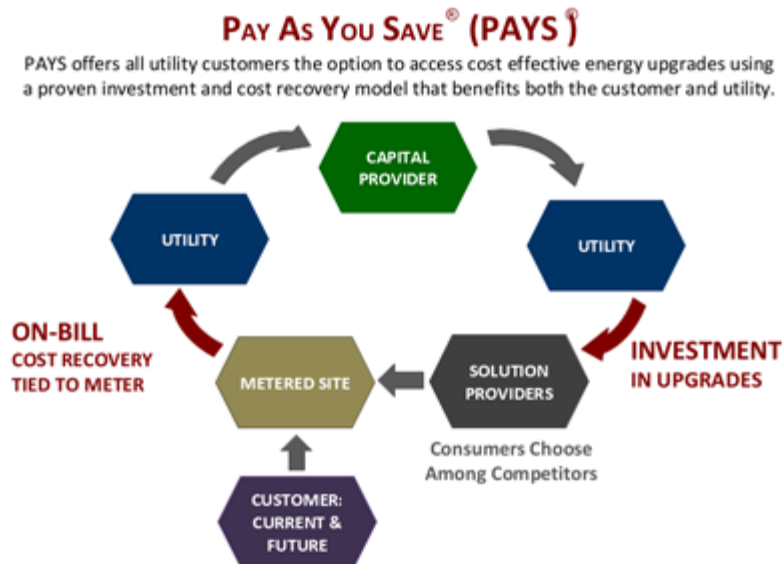 PAY AS YOU SAVE® (PAYS®)
PAYS offers all utility customers the option to access cost effective energy upgrades using
a proven investment and cost recovery model that benefits both the customer and utility.
CAPITAL
PROVIDER
UTILITY
UTILITY
ON-BILL
COST RECOVERY
TIED TO METER
METERED SITE
SOLUTION
PROVIDERS
INVESTMENT
IN UPGRADES
Consumers Choose
Among Competitors
CUSTOMER:
CURRENT &
FUTURE